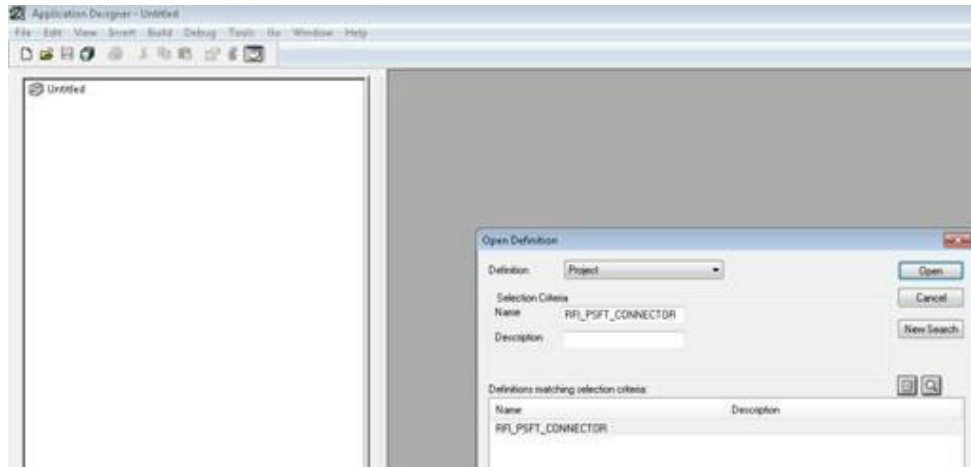 Application Designer - Untitled
File Edit View Insert Build Debug Tools Go Window Help
Untitled
Open Definition
Definition: Project
Open
Selection Criteria
Cancel
Name RFI_PSFT_CONNECTOR
New Search
Description
Definitions matching selection criteria:
Name Description
RFI_PSFT_CONNECTOR